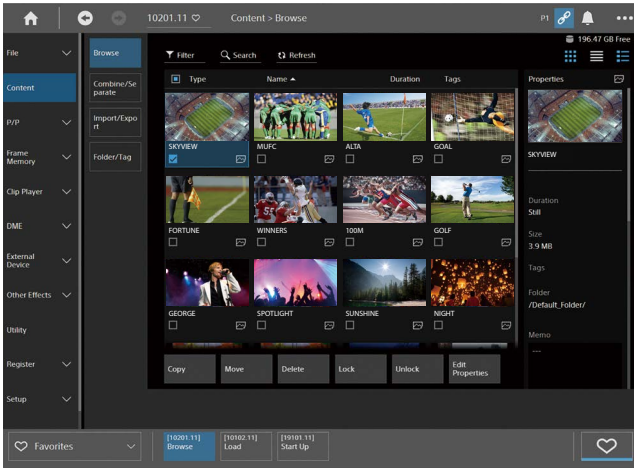 10201.11
Content > Browse
P1
196.47 GB Free
File
Content
P/P
Frame
Memory
Clip Player
DME
External
Device
Other Effects
Utility
Register
Setup
Browse
Combine/Se
parate
Import/Expo
rt
Folder/Tag
Filter
Search
Refresh
Type
Name
Duration
Tags
SKYVIEW
MUFC
ALTA
GOAL
FORTUNE
WINNERS
100M
GOLF
GEORGE
SPOTLIGHT
SUNSHINE
NIGHT
Copy
Move
Delete
Lock
Unlock
Edit
Properties
Properties
SKYVIEW
Duration
Still
Size
3.9 MB
Tags
Folder
/Default_Folder/
Memo
---
Favorites
[10201.11]
Browse
[10102.11]
Load
[19101.11]
Start Up